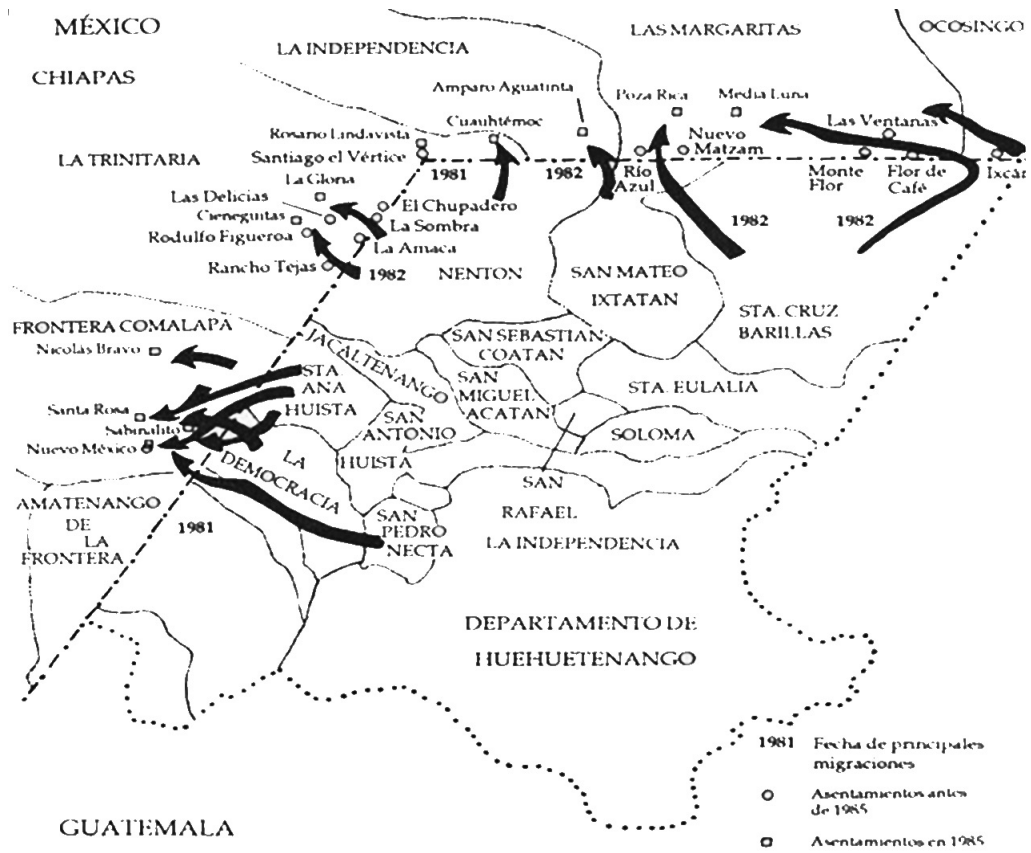 MÉXICO
CHIAPAS
LA INDEPENDENCIA
LAS MARGARITAS
OCOSINGO
Amparo Aguatinta
Poza Rica
Media Luna
Rosario Lindavista
Cuauhtémoc
Las Ventanas
LA TRINITARIA
Santiago el Vértice
Nuevo
Matzam
La Gloria
1981
1982
Río
Azul
Monte
Flor
Flor de
Café
Ixcán
Las Delicias
Cieneguitas
El Chupadero
La Sombra
1982
1982
Rodulfo Figueroa
La Amaca
Rancho Tejas
1982
NENTON
SAN MATEO
IXTATAN
STA. CRUZ
BARILLAS
FRONTERA COMALAPA
Nicolás Bravo
JACALTENANGO
SAN SEBASTIAN
COATAN
STA
ANA
HUISTA
SAN
MIGUEL
ACATAN
STA. EULALIA
Santa Rosa
Sabinalito
Nuevo México
SAN
ANTONIO
HUISTA
SOLOMA
LA
DEMOCRACIA
SAN
RAFAEL
LA INDEPENDENCIA
AMATENANGO
DE
LA
FRONTERA
1981
SAN
PEDRO
NECTA
DEPARTAMENTO DE
HUEHUETENANGO
GUATEMALA
1981 Fecha de principales
migraciones
Asentamientos antes
de 1985
Asentamientos en 1985